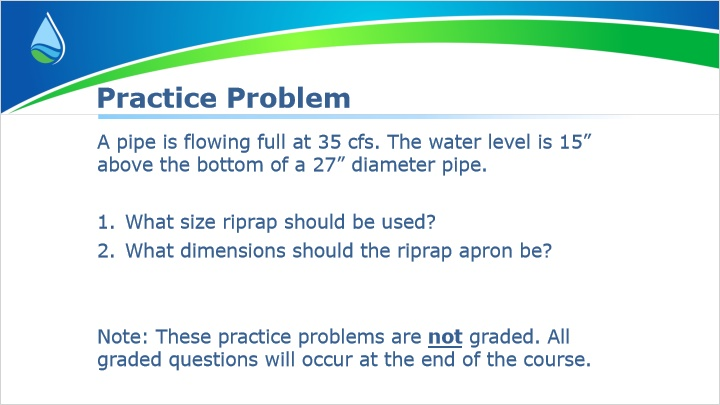 Practice Problem
A pipe is flowing full at 35 cfs. The water level is 15”
above the bottom of a 27” diameter pipe.
1. What size riprap should be used?
2. What dimensions should the riprap apron be?
Note: These practice problems are not graded. All
graded questions will occur at the end of the course.